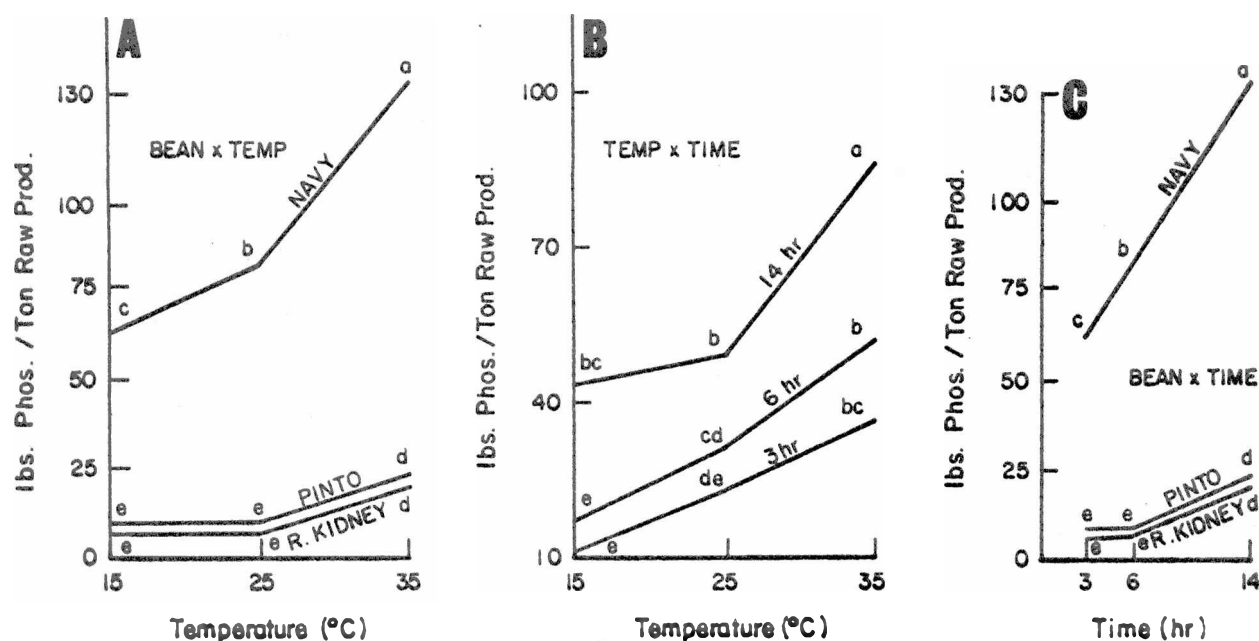 A
lbs. Phos. / Ton Raw Prod.
130
100
75
50
25
0
BEAN x TEMP
NAVY
a
b
c
PINTO
R. KIDNEY
e
e
d
e
e
d
15
25
35
Temperature (°C)
B
lbs. Phos. / Ton Raw Prod.
100
70
40
10
TEMP x TIME
14 hr
a
b
bc
6 hr
b
cd
e
3 hr
bc
de
e
15
25
35
Temperature (°C)
C
lbs. Phos. / Ton Raw Prod.
130
100
75
50
25
0
NAVY
a
b
c
BEAN x TIME
PINTO
R. KIDNEY
e
e
d
e
e
d
3
6
14
Time (hr)